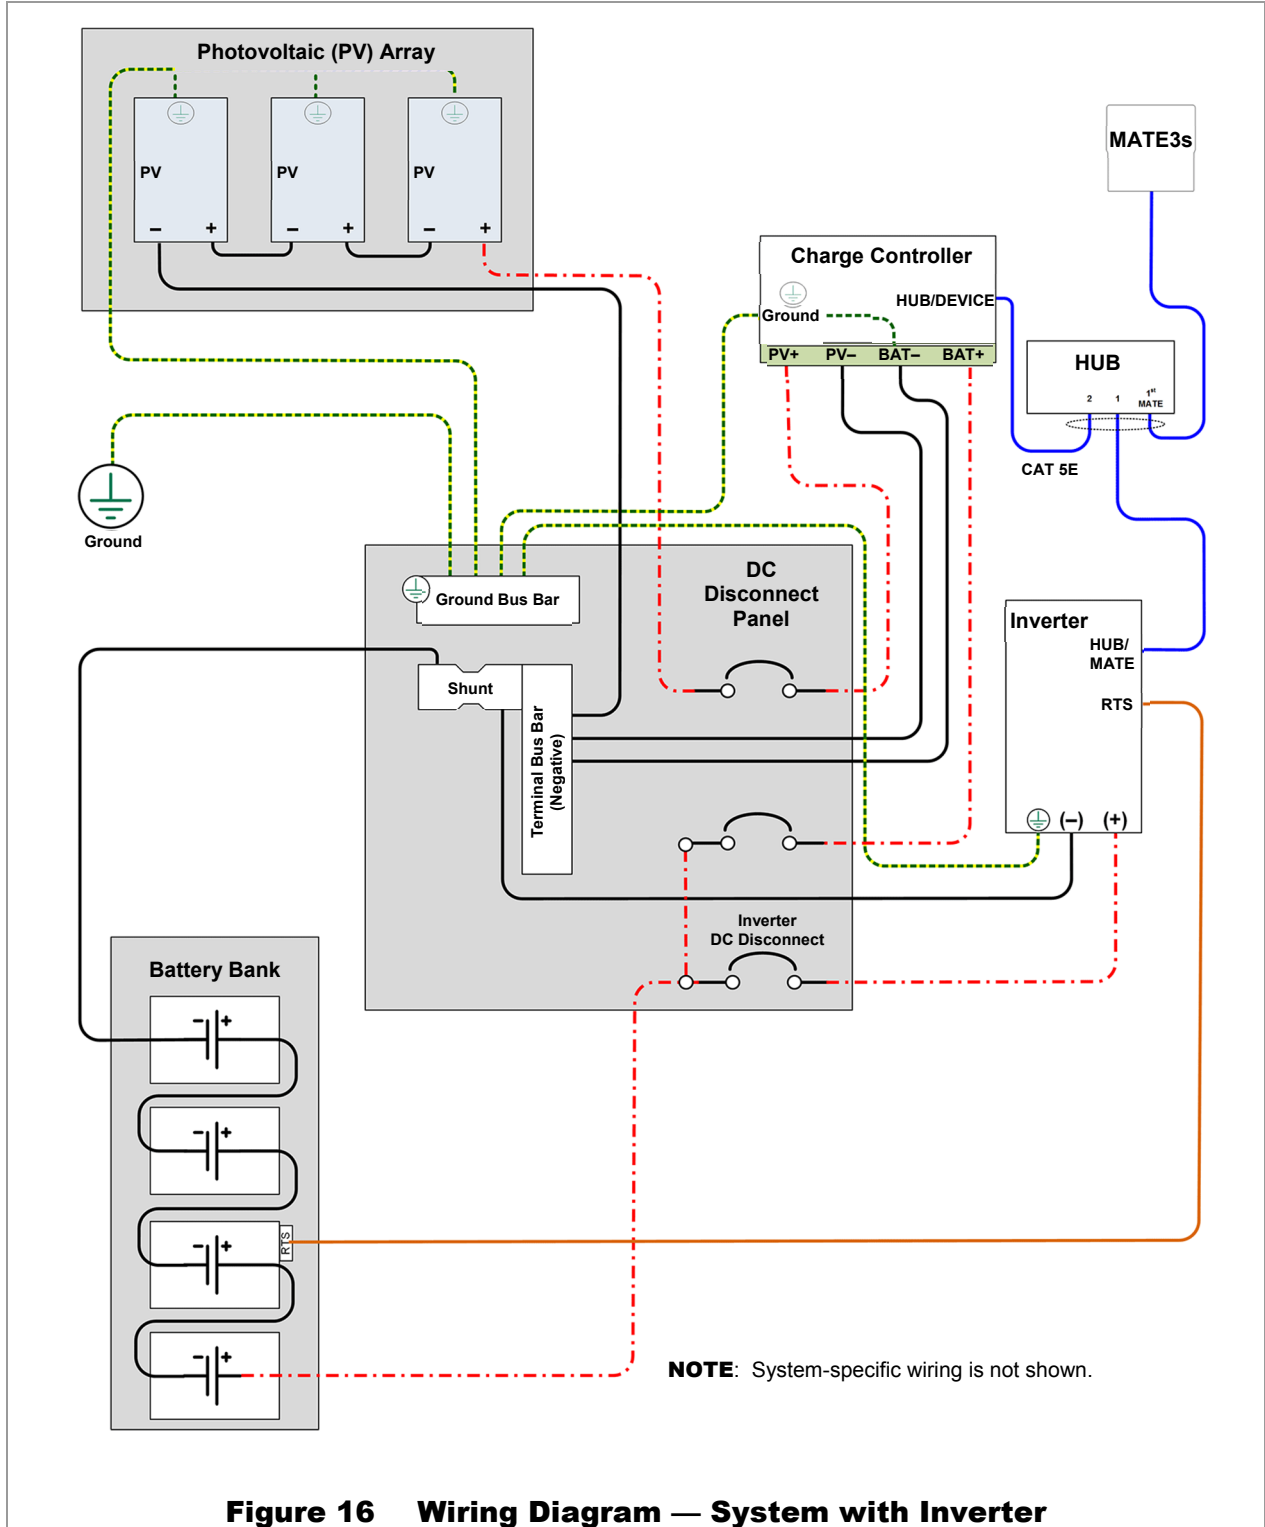 Photovoltaic (PV) Array
PV
PV
PV
– +
– +
– +
MATE3s
Charge Controller
HUB/DEVICE
Ground
PV+ PV– BAT– BAT+
HUB
2 1 1st
MATE
CAT 5E
Ground
DC
Disconnect
Panel
Ground Bus Bar
Shunt
Terminal Bus Bar
(Negative)
Inverter
HUB/
MATE
RTS
(–) (+)
Inverter
DC Disconnect
Battery Bank
- +
- +
- +
RTS
- +
NOTE: System-specific wiring is not shown.
Figure 16 Wiring Diagram — System with Inverter